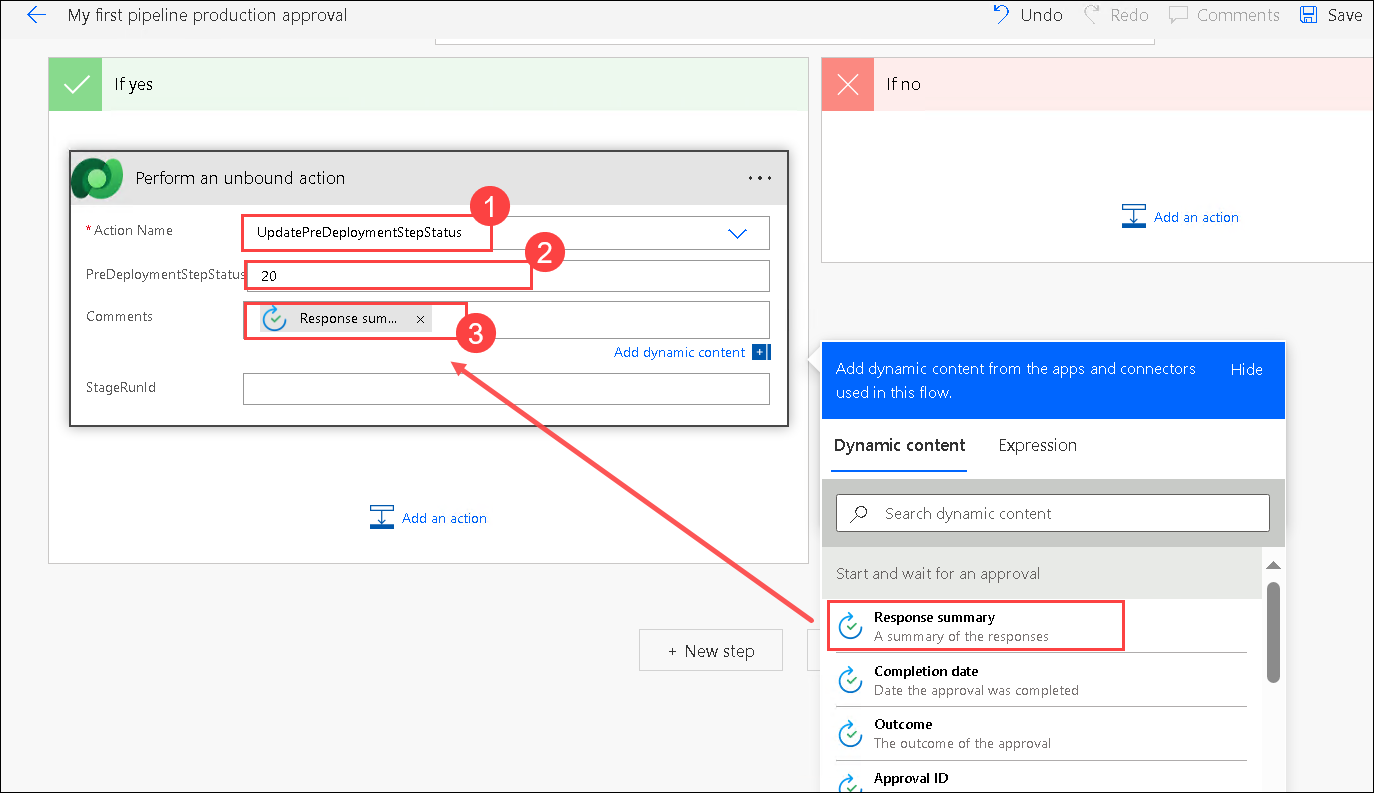 My first pipeline production approval
Undo
Redo
Comments
Save
If yes
If no
Perform an unbound action
1
* Action Name
UpdatePreDeploymentStepStatus
2
PreDeploymentStepStatus
20
Comments
Response sum...
3
Add dynamic content
StageRunId
Add an action
Add an action
+ New step
Add dynamic content from the apps and connectors
used in this flow.
Hide
Dynamic content
Expression
Search dynamic content
Start and wait for an approval
Response summary
A summary of the responses
Completion date
Date the approval was completed
Outcome
The outcome of the approval
Approval ID